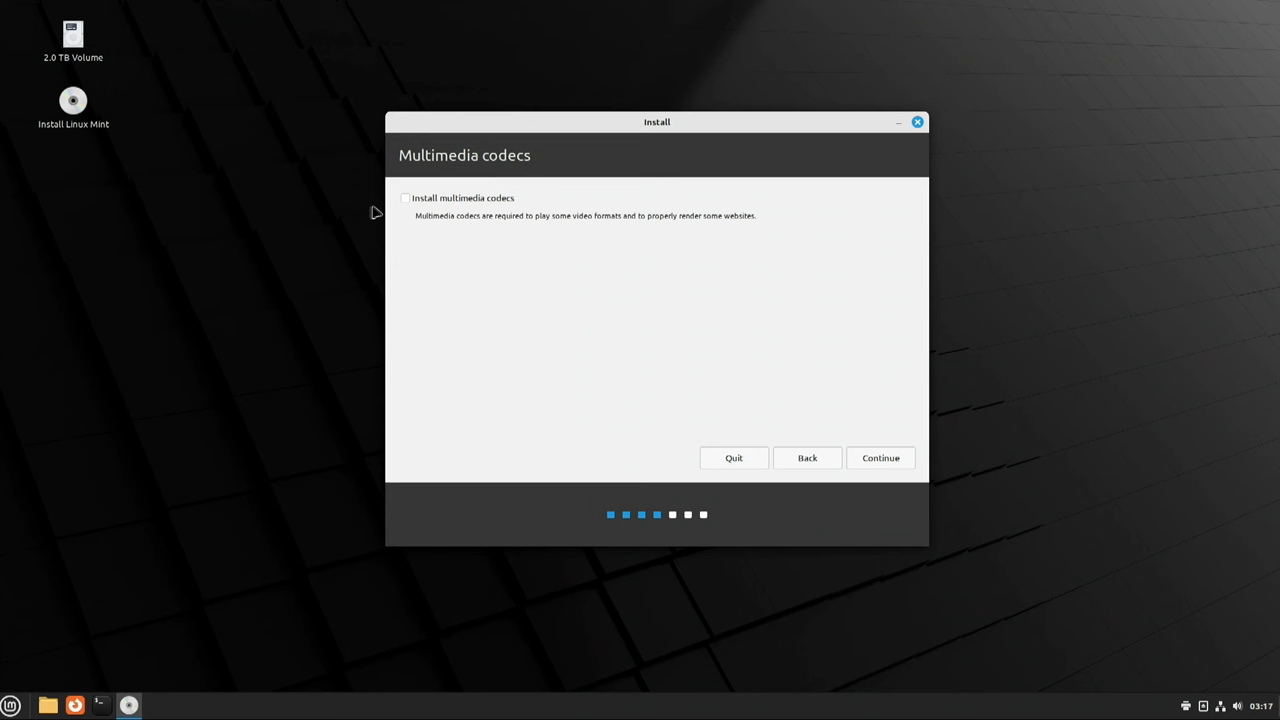 2.0 TB Volume
Install Linux Mint
Install
Multimedia codecs
Install multimedia codecs
Multimedia codecs are required to play some video formats and to properly render some websites.
Quit
Back
Continue
03:17